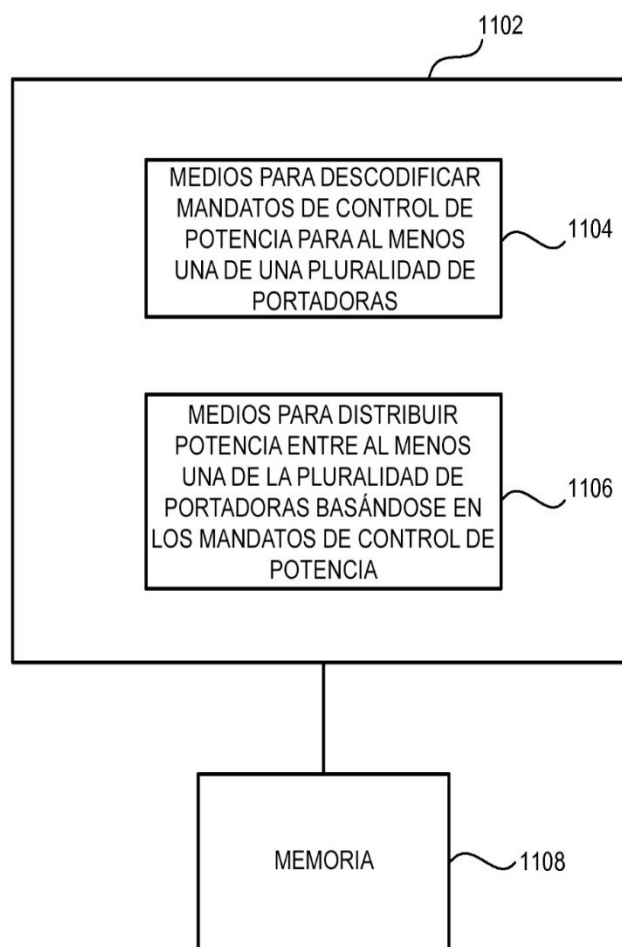 1102
MEDIOS PARA DESCODIFICAR
MANDATOS DE CONTROL DE
POTENCIA PARA AL MENOS
UNA DE UNA PLURALIDAD DE
PORTADORAS
1104
MEDIOS PARA DISTRIBUIR
POTENCIA ENTRE AL MENOS
UNA DE LA PLURALIDAD DE
PORTADORAS BASÁNDOSE EN
LOS MANDATOS DE CONTROL DE
POTENCIA
1106
MEMORIA
1108